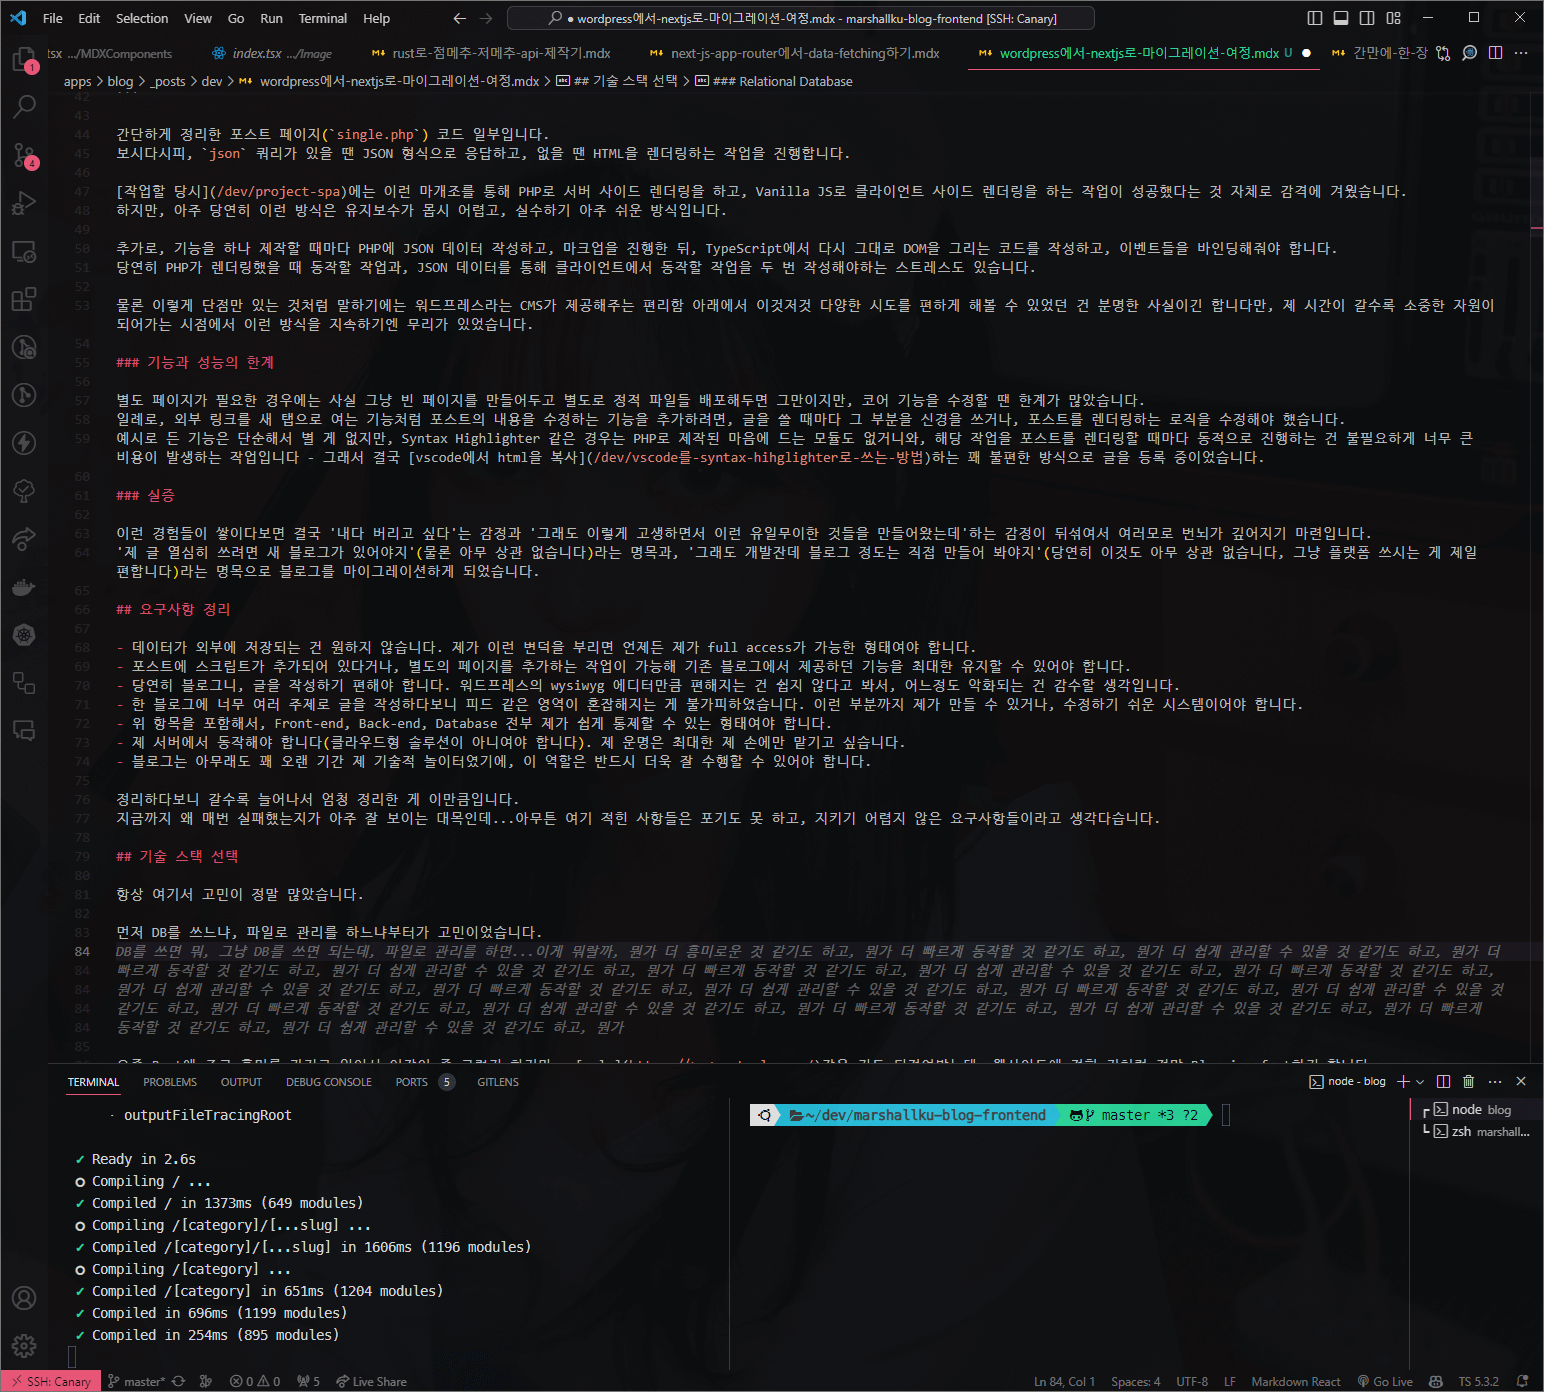 File Edit Selection View Go Run Terminal Help
● wordpress에서-nextjs로-마이그레이션-여정.mdx - marshallku-blog-frontend [SSH: Canary]
tsx .../MDXComponents index.tsx .../Image rust로-점메추-저메추-api-제작기.mdx next-js-app-router에서-data-fetching하기.mdx wordpress에서-nextjs로-마이그레이션-여정.mdx U ● 간만에-한-장
apps > blog > _posts > dev > wordpress에서-nextjs로-마이그레이션-여정.mdx > ## 기술 스택 선택 > ### Relational Database
42
43
44 간단하게 정리한 포스트 페이지(`single.php`) 코드 일부입니다.
45 보시다시피, `json` 쿼리가 있을 땐 JSON 형식으로 응답하고, 없을 땐 HTML을 렌더링하는 작업을 진행합니다.
46
47 [작업할 당시](/dev/project-spa)에는 이런 마개조를 통해 PHP로 서버 사이드 렌더링을 하고, Vanilla JS로 클라이언트 사이드 렌더링을 하는 작업이 성공했다는 것 자체로 감격에 겨웠습니다.
48 하지만, 아주 당연히 이런 방식은 유지보수가 몹시 어렵고, 실수하기 아주 쉬운 방식입니다.
49
50 추가로, 기능을 하나 제작할 때마다 PHP에 JSON 데이터 작성하고, 마크업을 진행한 뒤, TypeScript에서 다시 그대로 DOM을 그리는 코드를 작성하고, 이벤트들을 바인딩해줘야 합니다.
51 당연히 PHP가 렌더링했을 때 동작할 작업과, JSON 데이터를 통해 클라이언트에서 동작할 작업을 두 번 작성해야하는 스트레스도 있습니다.
52
53 물론 이렇게 단점만 있는 것처럼 말하기에는 워드프레스라는 CMS가 제공해주는 편리함 아래에서 이것저것 다양한 시도를 편하게 해볼 수 있었던 건 분명한 사실이긴 합니다만, 제 시간이 갈수록 소중한 자원이
되어가는 시점에서 이런 방식을 지속하기엔 무리가 있었습니다.
54
55 ### 기능과 성능의 한계
56
57 별도 페이지가 필요한 경우에는 사실 그냥 빈 페이지를 만들어두고 별도로 정적 파일들 배포해두면 그만이지만, 코어 기능을 수정할 땐 한계가 많았습니다.
58 일례로, 외부 링크를 새 탭으로 여는 기능처럼 포스트의 내용을 수정하는 기능을 추가하려면, 글을 쓸 때마다 그 부분을 신경을 쓰거나, 포스트를 렌더링하는 로직을 수정해야 했습니다.
59 예시로 든 기능은 단순해서 별 게 없지만, Syntax Highlighter 같은 경우는 PHP로 제작된 마음에 드는 모듈도 없거니와, 해당 작업을 포스트를 렌더링할 때마다 동적으로 진행하는 건 불필요하게 너무 큰
비용이 발생하는 작업입니다 - 그래서 결국 [vscode에서 html을 복사](/dev/vscode를-syntax-hihglighter로-쓰는-방법)하는 꽤 불편한 방식으로 글을 등록 중이었습니다.
60
61 ### 실증
62
63 이런 경험들이 쌓이다보면 결국 '내다 버리고 싶다'는 감정과 '그래도 이렇게 고생하면서 이런 유일무이한 것들을 만들어왔는데'하는 감정이 뒤섞여서 여러모로 번뇌가 깊어지기 마련입니다.
64 '제 글 열심히 쓰려면 새 블로그가 있어야지'(물론 아무 상관 없습니다)라는 명목과, '그래도 개발잔데 블로그 정도는 직접 만들어 봐야지'(당연히 이것도 아무 상관 없습니다, 그냥 플랫폼 쓰시는 게 제일
편합니다)라는 명목으로 블로그를 마이그레이션하게 되었습니다.
65
66 ## 요구사항 정리
67
68 - 데이터가 외부에 저장되는 건 원하지 않습니다. 제가 이런 변덕을 부리면 언제든 제가 full access가 가능한 형태여야 합니다.
69 - 포스트에 스크립트가 추가되어 있다거나, 별도의 페이지를 추가하는 작업이 가능해 기존 블로그에서 제공하던 기능을 최대한 유지할 수 있어야 합니다.
70 - 당연히 블로그니, 글을 작성하기 편해야 합니다. 워드프레스의 wysiwyg 에디터만큼 편해지는 건 쉽지 않다고 봐서, 어느정도 악화되는 건 감수할 생각입니다.
71 - 한 블로그에 너무 여러 주제로 글을 작성하다보니 피드 같은 영역이 혼잡해지는 게 불가피하였습니다. 이런 부분까지 제가 만들 수 있거나, 수정하기 쉬운 시스템이어야 합니다.
72 - 위 항목을 포함해서, Front-end, Back-end, Database 전부 제가 쉽게 통제할 수 있는 형태여야 합니다.
73 - 제 서버에서 동작해야 합니다(클라우드형 솔루션이 아니여야 합니다). 제 운명은 최대한 제 손에만 맡기고 싶습니다.
74 - 블로그는 아무래도 꽤 오랜 기간 제 기술적 놀이터였기에, 이 역할은 반드시 더욱 잘 수행할 수 있어야 합니다.
75
76 정리하다보니 갈수록 늘어나서 엄청 정리한 게 이만큼입니다.
77 지금까지 왜 매번 실패했는지가 아주 잘 보이는 대목인데...아무튼 여기 적힌 사항들은 포기도 못 하고, 지키기 어렵지 않은 요구사항들이라고 생각다습니다.
78
79 ## 기술 스택 선택
80
81 항상 여기서 고민이 정말 많았습니다.
82
83 먼저 DB를 쓰느냐, 파일로 관리를 하느냐부터가 고민이었습니다.
84 DB를 쓰면 뭐, 그냥 DB를 쓰면 되는데, 파일로 관리를 하면...이게 뭐랄까, 뭔가 더 흥미로운 것 같기도 하고, 뭔가 더 빠르게 동작할 것 같기도 하고, 뭔가 더 쉽게 관리할 수 있을 것 같기도 하고, 뭔가 더
84 빠르게 동작할 것 같기도 하고, 뭔가 더 쉽게 관리할 수 있을 것 같기도 하고, 뭔가 더 빠르게 동작할 것 같기도 하고, 뭔가 더 쉽게 관리할 수 있을 것 같기도 하고, 뭔가 더 빠르게 동작할 것 같기도 하고,
84 뭔가 더 쉽게 관리할 수 있을 것 같기도 하고, 뭔가 더 빠르게 동작할 것 같기도 하고, 뭔가 더 쉽게 관리할 수 있을 것 같기도 하고, 뭔가 더 빠르게 동작할 것 같기도 하고, 뭔가 더 쉽게 관리할 수 있을 것
84 같기도 하고, 뭔가 더 빠르게 동작할 것 같기도 하고, 뭔가 더 쉽게 관리할 수 있을 것 같기도 하고, 뭔가 더 빠르게 동작할 것 같기도 하고, 뭔가 더 쉽게 관리할 수 있을 것 같기도 하고, 뭔가 더 빠르게
84 동작할 것 같기도 하고, 뭔가 더 쉽게 관리할 수 있을 것 같기도 하고, 뭔가
85
TERMINAL PROBLEMS OUTPUT DEBUG CONSOLE PORTS 5 GITLENS node - blog
· outputFileTracingRoot
✓ Ready in 2.6s
○ Compiling / ...
✓ Compiled / in 1373ms (649 modules)
○ Compiling /[category]/[...slug] ...
✓ Compiled /[category]/[...slug] in 1606ms (1196 modules)
○ Compiling /[category] ...
✓ Compiled /[category] in 651ms (1204 modules)
✓ Compiled in 696ms (1199 modules)
✓ Compiled in 254ms (895 modules)
~/dev/marshallku-blog-frontend master *3 ?2
node blog
zsh marshall...
1
4
SSH: Canary master* 0 0 5 Live Share Ln 84, Col 1 Spaces: 4 UTF-8 LF Markdown React Go Live TS 5.3.2